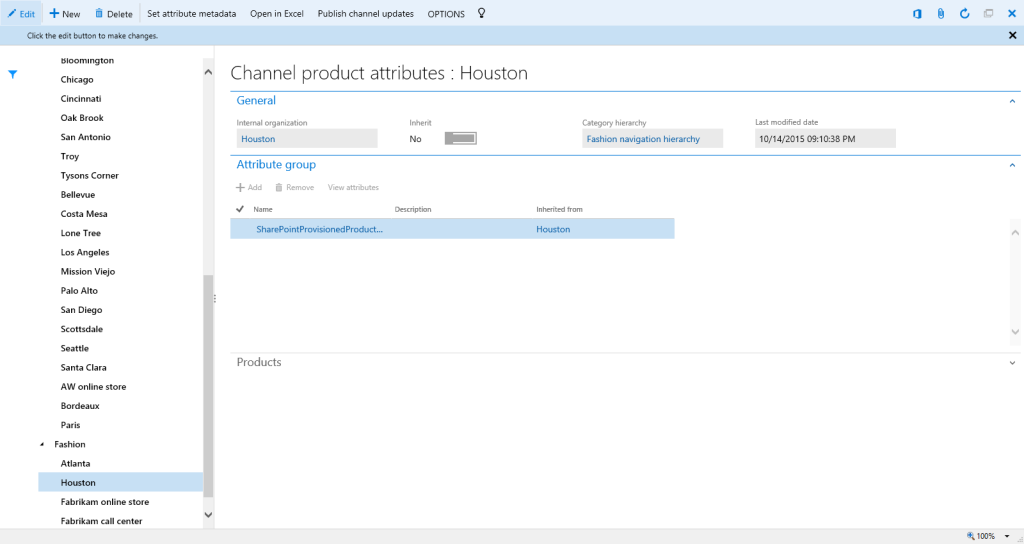 Edit New Delete Set attribute metadata Open in Excel Publish channel updates OPTIONS
Click the edit button to make changes.
Bloomington
Chicago
Cincinnati
Oak Brook
San Antonio
Troy
Tysons Corner
Bellevue
Costa Mesa
Lone Tree
Los Angeles
Mission Viejo
Palo Alto
San Diego
Scottsdale
Seattle
Santa Clara
AW online store
Bordeaux
Paris
Fashion
Atlanta
Houston
Fabrikam online store
Fabrikam call center
Channel product attributes : Houston
General
Internal organization Inherit Category hierarchy Last modified date
Houston No Fashion navigation hierarchy 10/14/2015 09:10:38 PM
Attribute group
Add Remove View attributes
Name Description Inherited from
SharePointProvisionedProduct... Houston
Products
100%